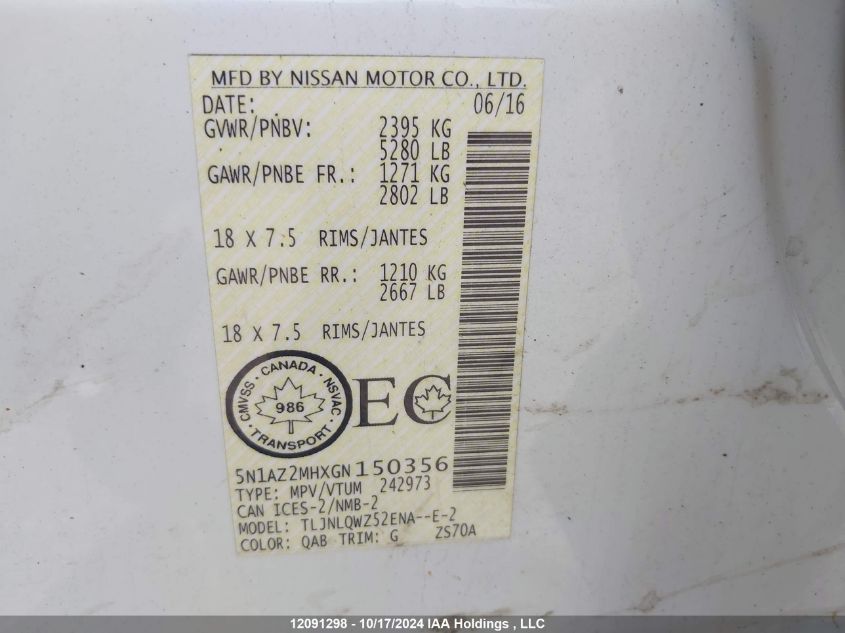 MFD BY NISSAN MOTOR CO., LTD.
DATE: 06/16
GVWR/PNBV: 2395 KG
5280 LB
GAWR/PNBE FR.: 1271 KG
2802 LB
18 X 7.5 RIMS/JANTES
GAWR/PNBE RR.: 1210 KG
2667 LB
18 X 7.5 RIMS/JANTES
CMVSS · CANADA · NSVAC
986
· TRANSPORT ·
EC
5N1AZ2MHXGN150356
TYPE: MPV/VTUM 242973
CAN ICES-2/NMB-2
MODEL: TLJNLQWZ52ENA--E-2
COLOR: QAB TRIM: G ZS70A
12091298 - 10/17/2024 IAA Holdings , LLC